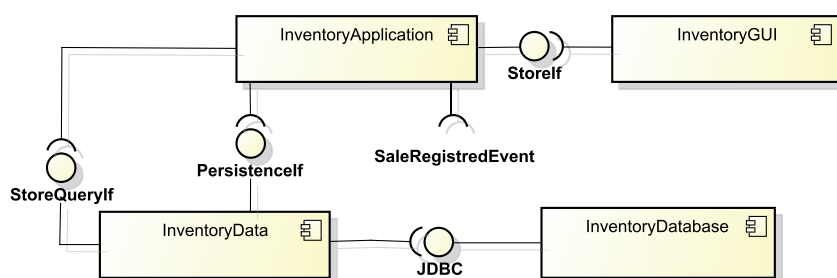 InventoryApplication
InventoryGUI
StoreIf
SaleRegistredEvent
PersistenceIf
StoreQueryIf
InventoryData
InventoryDatabase
JDBC